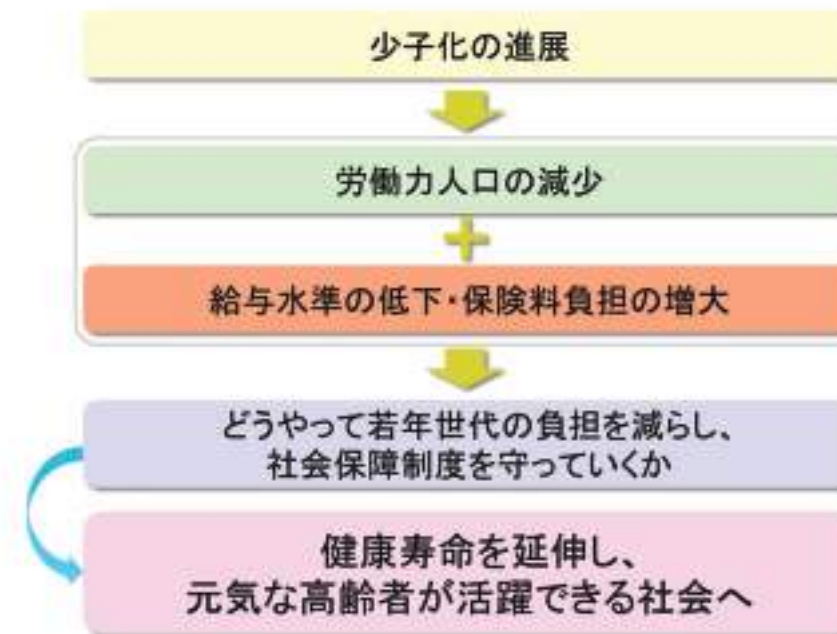 少子化の進展
労働力人口の減少
+
給与水準の低下・保険料負担の増大
どうやって若年世代の負担を減らし、
社会保障制度を守っていくか
健康寿命を延伸し、
元気な高齢者が活躍できる社会へ